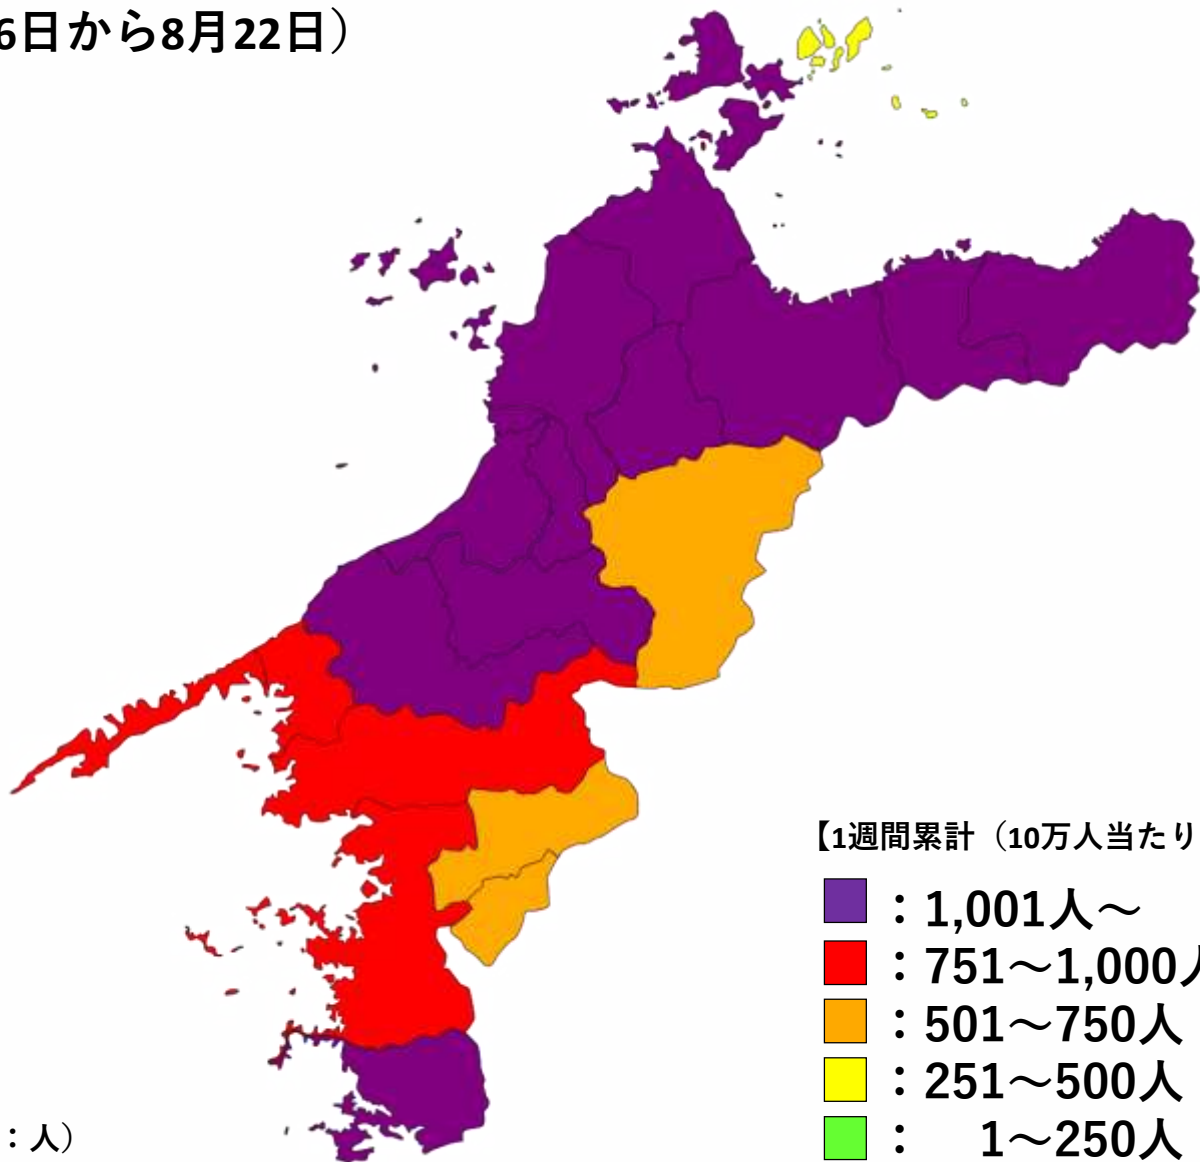 6日から8月22日）
【1週間累計（10万人当たり
：1,001人～
：751～1,000人
：501～750人
：251～500人
：1～250人
：人）